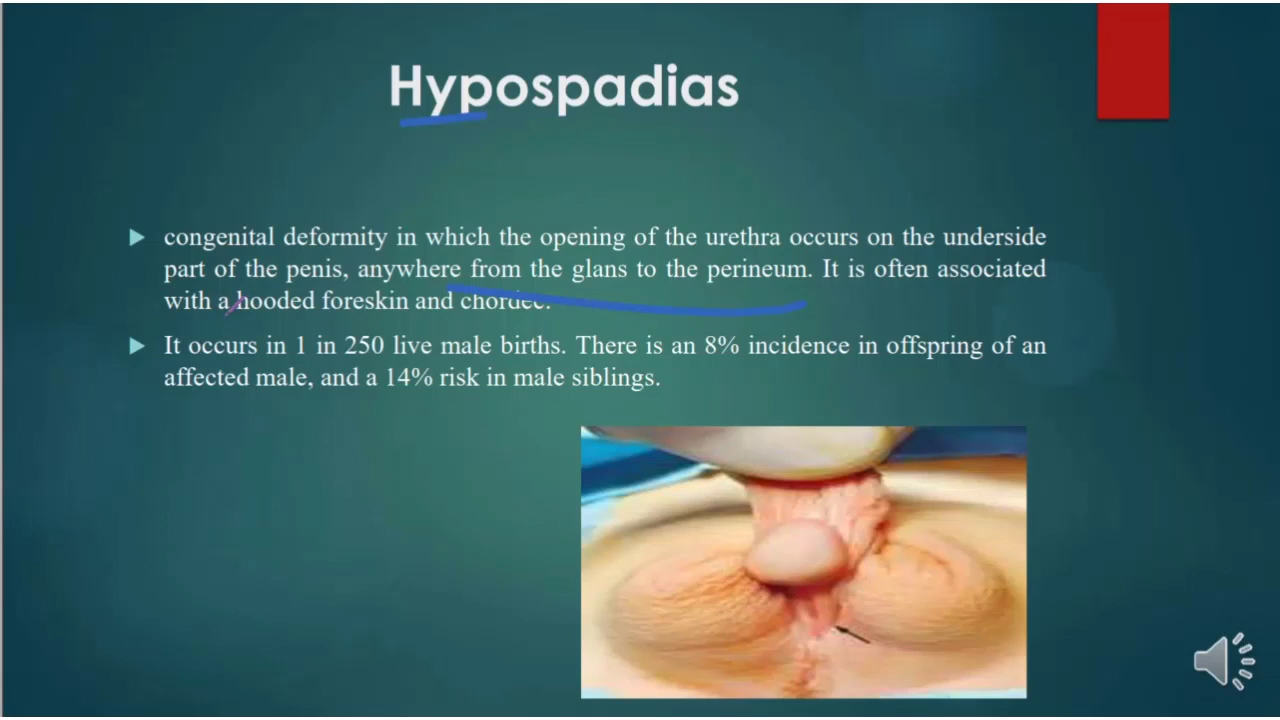 Hypospadias
congenital deformity in which the opening of the urethra occurs on the underside
part of the penis, anywhere from the glans to the perineum. It is often associated
with a hooded foreskin and chordee.
It occurs in 1 in 250 live male births. There is an 8% incidence in offspring of an
affected male, and a 14% risk in male siblings.